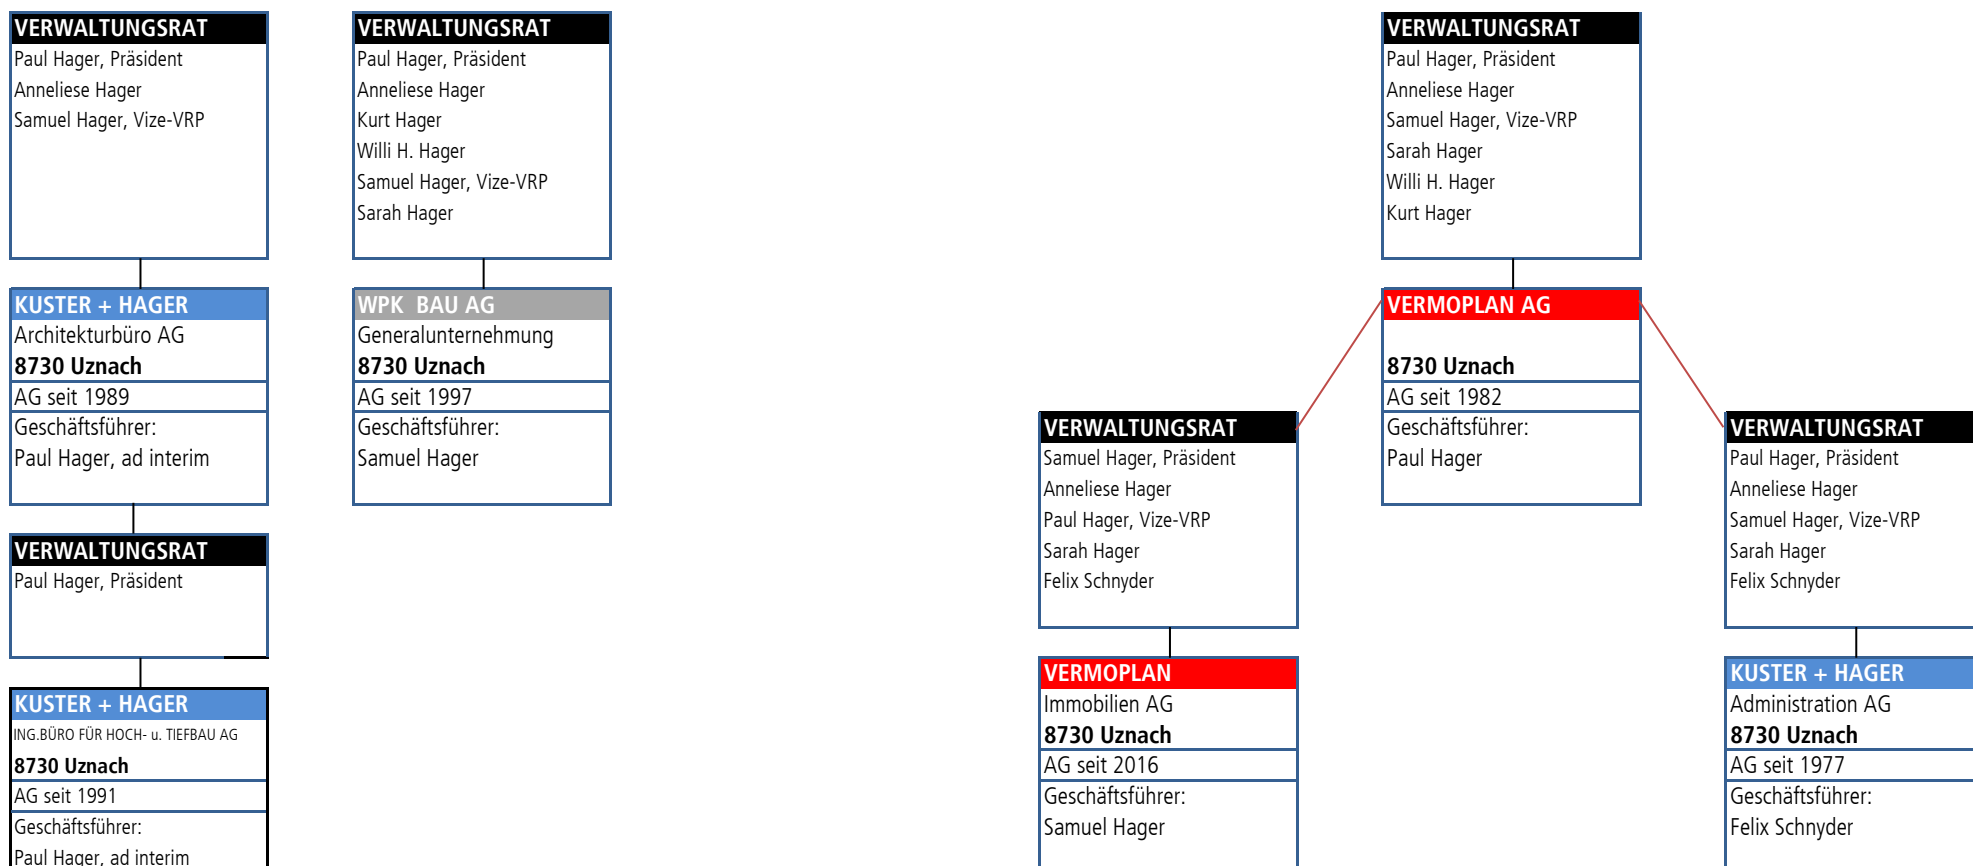 VERWALTUNGSRAT
Paul Hager, Präsident
Anneliese Hager
Samuel Hager, Vize-VRP
KUSTER + HAGER
Architekturbüro AG
8730 Uznach
AG seit 1989
Geschäftsführer:
Paul Hager, ad interim
VERWALTUNGSRAT
Paul Hager, Präsident
KUSTER + HAGER
ING.BÜRO FÜR HOCH- u. TIEFBAU AG
8730 Uznach
AG seit 1991
Geschäftsführer:
Paul Hager, ad interim
VERWALTUNGSRAT
Paul Hager, Präsident
Anneliese Hager
Kurt Hager
Willi H. Hager
Samuel Hager, Vize-VRP
Sarah Hager
WPK BAU AG
Generalunternehmung
8730 Uznach
AG seit 1997
Geschäftsführer:
Samuel Hager
VERWALTUNGSRAT
Paul Hager, Präsident
Anneliese Hager
Samuel Hager, Vize-VRP
Sarah Hager
Willi H. Hager
Kurt Hager
VERMOPLAN AG
8730 Uznach
AG seit 1982
Geschäftsführer:
Paul Hager
VERWALTUNGSRAT
Samuel Hager, Präsident
Anneliese Hager
Paul Hager, Vize-VRP
Sarah Hager
Felix Schnyder
VERMOPLAN
Immobilien AG
8730 Uznach
AG seit 2016
Geschäftsführer:
Samuel Hager
VERWALTUNGSRAT
Paul Hager, Präsident
Anneliese Hager
Samuel Hager, Vize-VRP
Sarah Hager
Felix Schnyder
KUSTER + HAGER
Administration AG
8730 Uznach
AG seit 1977
Geschäftsführer:
Felix Schnyder